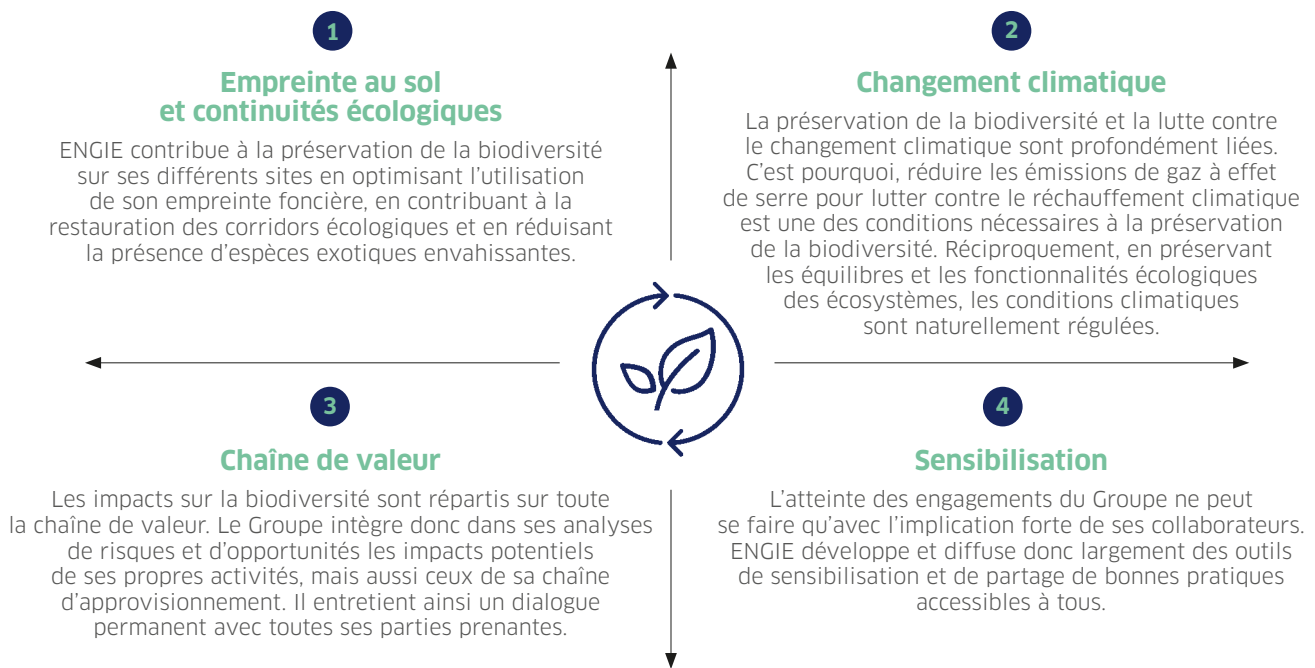 1
Empreinte au sol
et continuités écologiques
ENGIE contribue à la préservation de la biodiversité
sur ses différents sites en optimisant l’utilisation
de son empreinte foncière, en contribuant à la
restauration des corridors écologiques et en réduisant
la présence d’espèces exotiques envahissantes.
2
Changement climatique
La préservation de la biodiversité et la lutte contre
le changement climatique sont profondément liées.
C’est pourquoi, réduire les émissions de gaz à effet
de serre pour lutter contre le réchauffement climatique
est une des conditions nécessaires à la préservation
de la biodiversité. Réciproquement, en préservant
les équilibres et les fonctionnalités écologiques
des écosystèmes, les conditions climatiques
sont naturellement régulées.
3
Chaîne de valeur
Les impacts sur la biodiversité sont répartis sur toute
la chaîne de valeur. Le Groupe intègre donc dans ses analyses
de risques et d’opportunités les impacts potentiels
de ses propres activités, mais aussi ceux de sa chaîne
d’approvisionnement. Il entretient ainsi un dialogue
permanent avec toutes ses parties prenantes.
4
Sensibilisation
L’atteinte des engagements du Groupe ne peut
se faire qu’avec l’implication forte de ses collaborateurs.
ENGIE développe et diffuse donc largement des outils
de sensibilisation et de partage de bonnes pratiques
accessibles à tous.